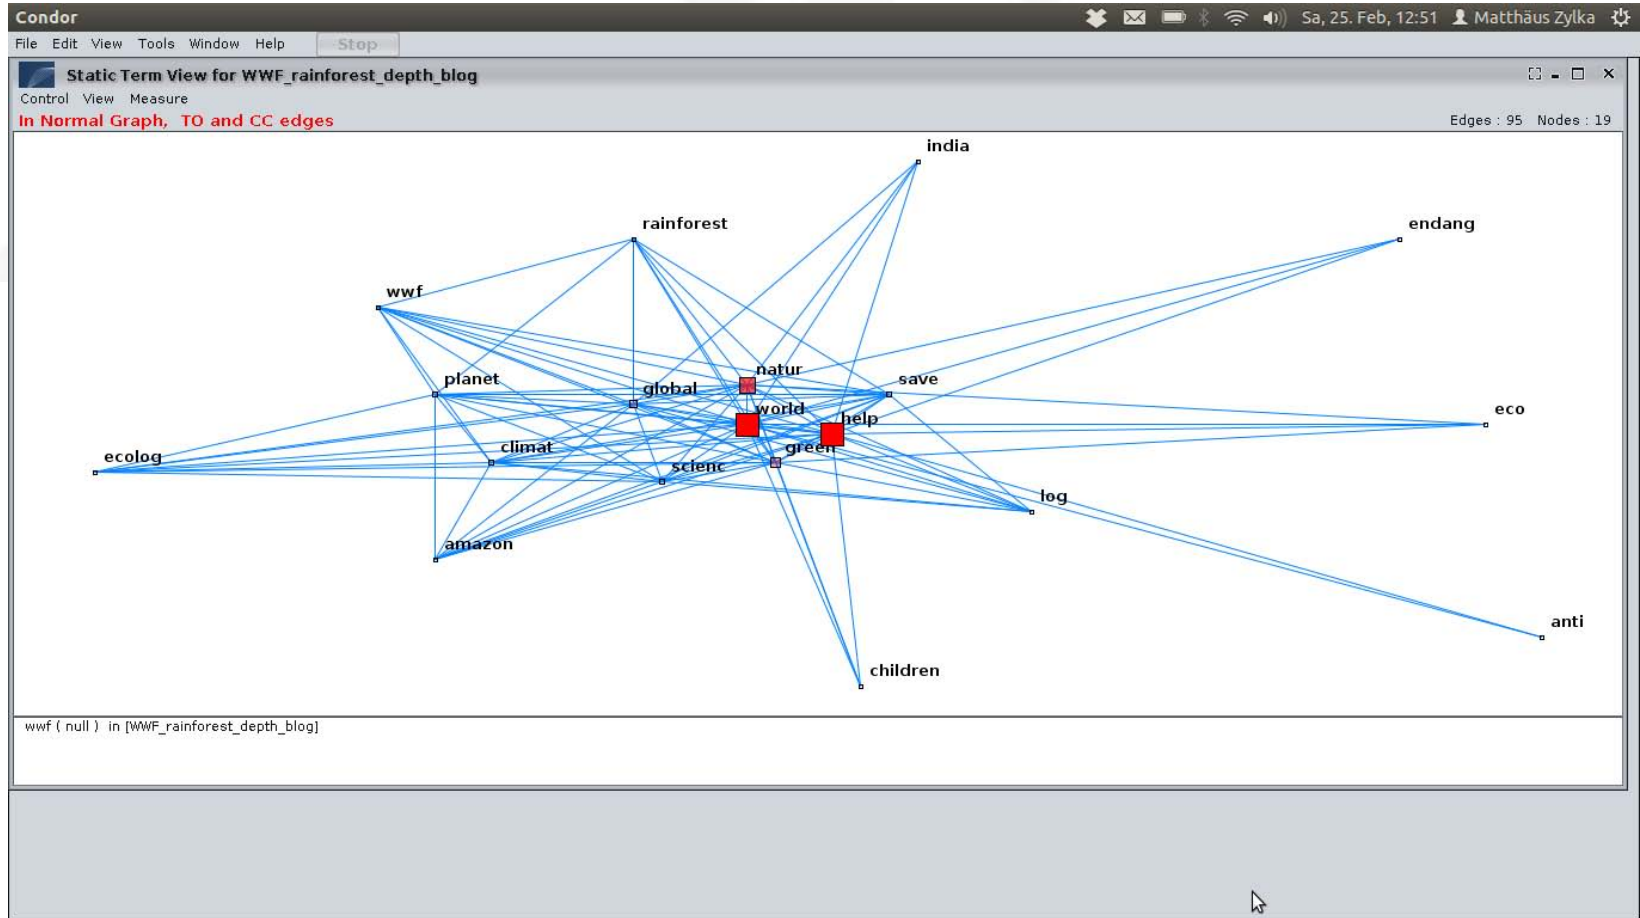 Condor
Sa, 25. Feb, 12:51 Matthäus Zylka
File Edit View Tools Window Help Stop
Static Term View for WWF_rainforest_depth_blog
Control View Measure
In Normal Graph, TO and CC edges
Edges : 95 Nodes : 19
india
rainforest
endang
wwf
natur
planet
save
global
world
eco
help
climat
green
ecolog
scienc
log
amazon
anti
children
wwf ( null ) in [WWF_rainforest_depth_blog]